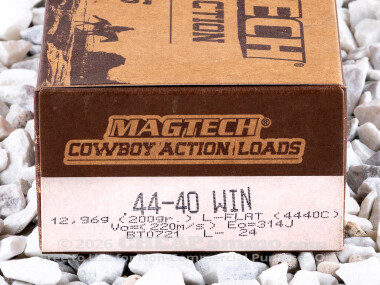 MAGTECH®
COWBOY ACTION LOADS
44-40 WIN
12,96g (200gr.) L-FLAT (4440C)
Vo=(220m/s) Eo=314J
BT0721 L- 24